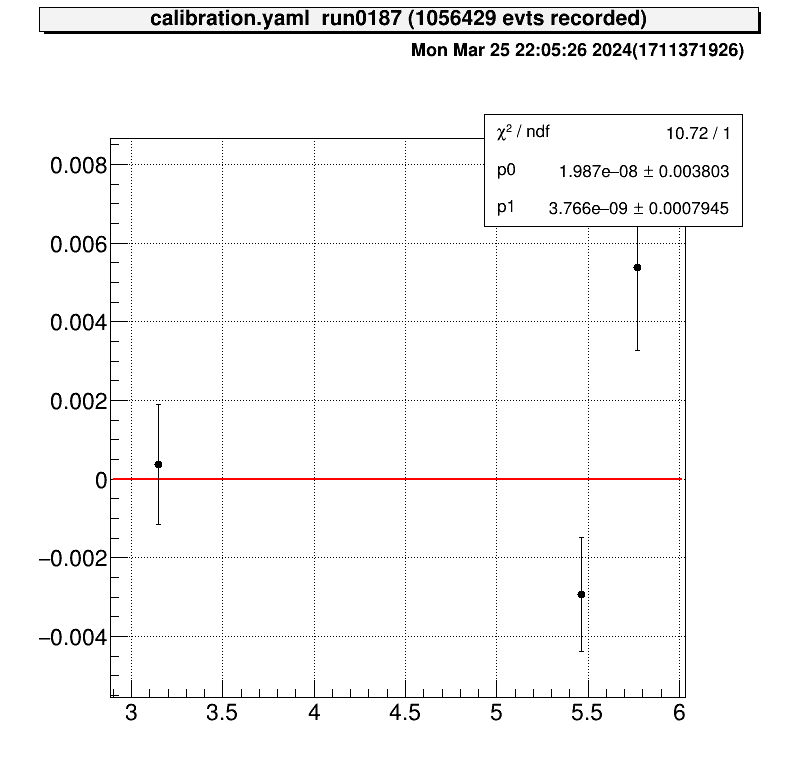 calibration.yaml  run0187 (1056429 evts recorded)
Mon Mar 25 22:05:26 2024(1711371926)
χ² / ndf 10.72 / 1
p0 1.987e–08 ± 0.003803
p1 3.766e–09 ± 0.0007945
0.008
0.006
0.004
0.002
0
−0.002
−0.004
3 3.5 4 4.5 5 5.5 6